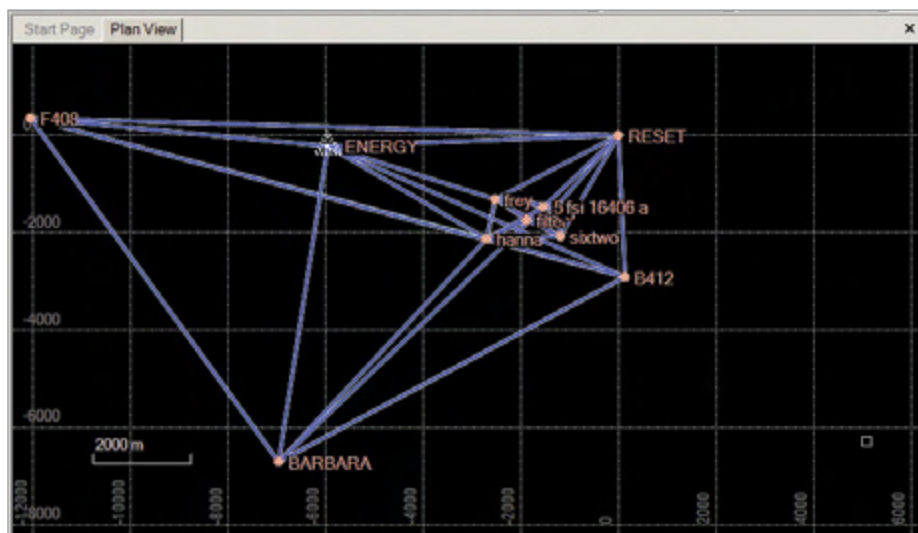 Start Page Plan View
F408
0
ENERGY
RESET
frey
5 fsi 16406 a
hanna
sixtwo
-2000
B412
-4000
-6000
2000 m
BARBARA
-8000
-12000
-10000
-8000
-6000
-4000
-2000
0
2000
4000
6000